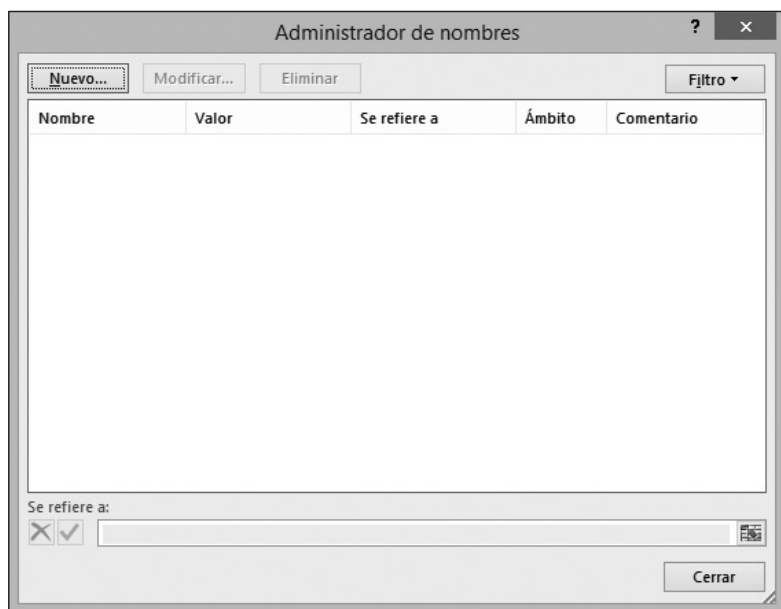 Administrador de nombres ?
Nuevo... Modificar... Eliminar Filtro
Nombre Valor Se refiere a Ámbito Comentario
Se refiere a:
Cerrar